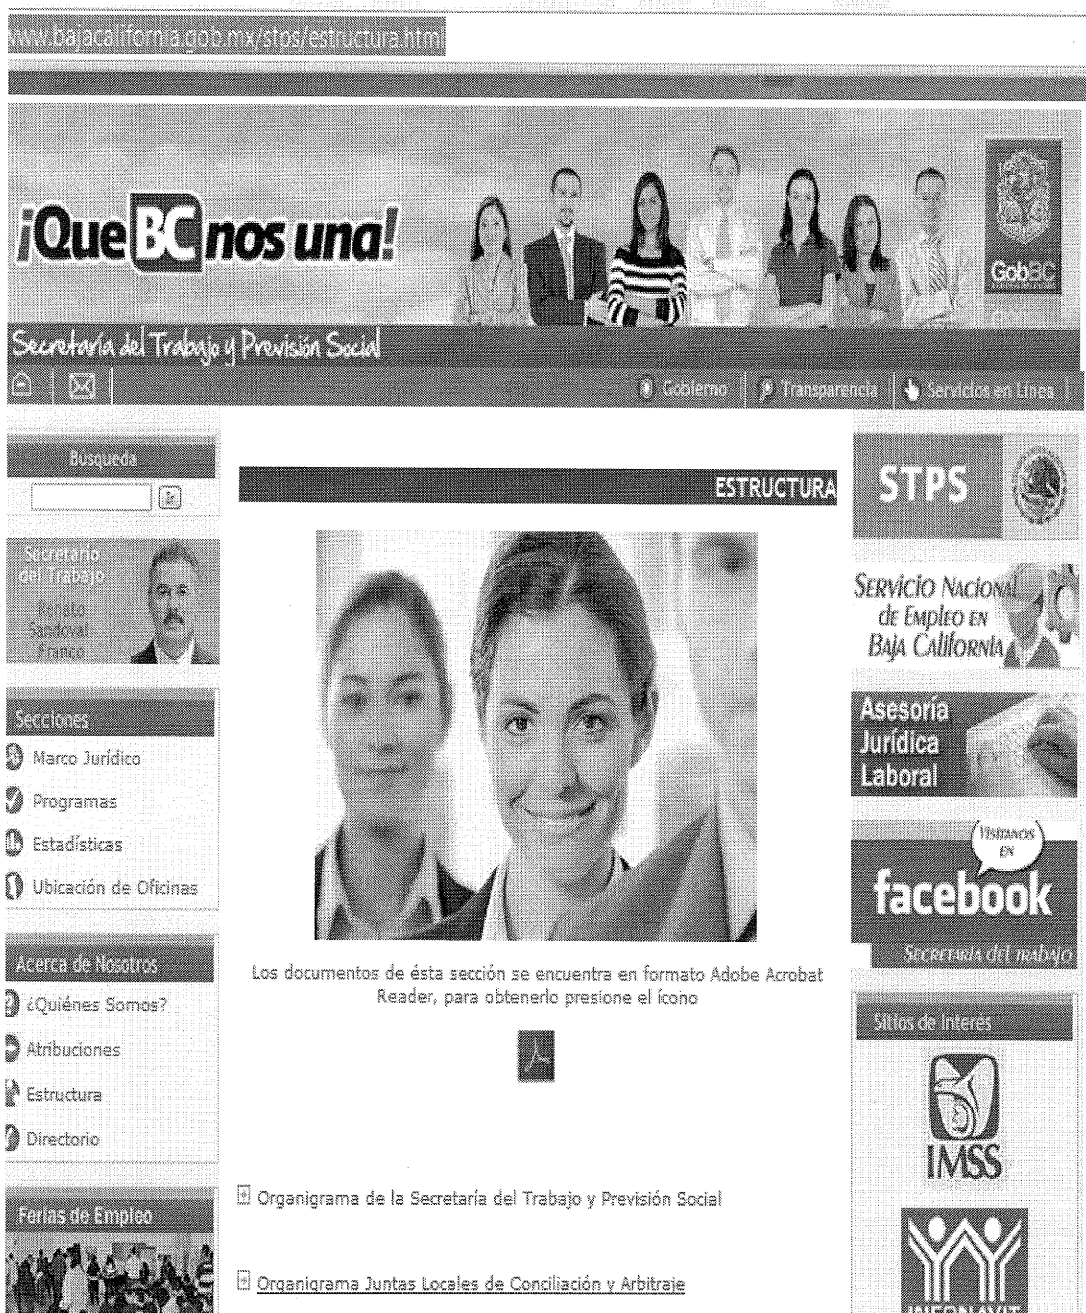 www.bajacalifornia.gob.mx/stps/estructura.htm
¡Que BC nos una!
GobBC
Secretaría del Trabajo y Previsión Social
Gobierno
Transparencia
Servicios en Línea
Búsqueda
Ir
Secretario
del Trabajo
Renato
Sandoval
Franco
Secciones
Marco Jurídico
Programas
Estadísticas
Ubicación de Oficinas
Acerca de Nosotros
¿Quiénes Somos?
Atribuciones
Estructura
Directorio
Ferias de Empleo
ESTRUCTURA
Los documentos de ésta sección se encuentra en formato Adobe Acrobat
Reader, para obtenerlo presione el ícono
Organigrama de la Secretaría del Trabajo y Previsión Social
Organigrama Juntas Locales de Conciliación y Arbitraje
STPS
Servicio Nacional
de Empleo en
Baja California
Asesoría
Jurídica
Laboral
Visitanos
en
facebook
Secretaría del trabajo
Sitios de Interés
IMSS
INFONAVIT